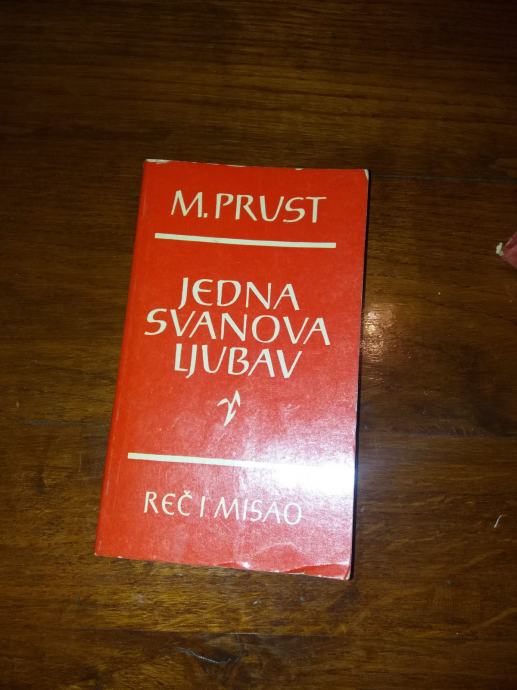 M. PRUST
JEDNA
SVANOVA
LJUBAV
REČ I MISAO